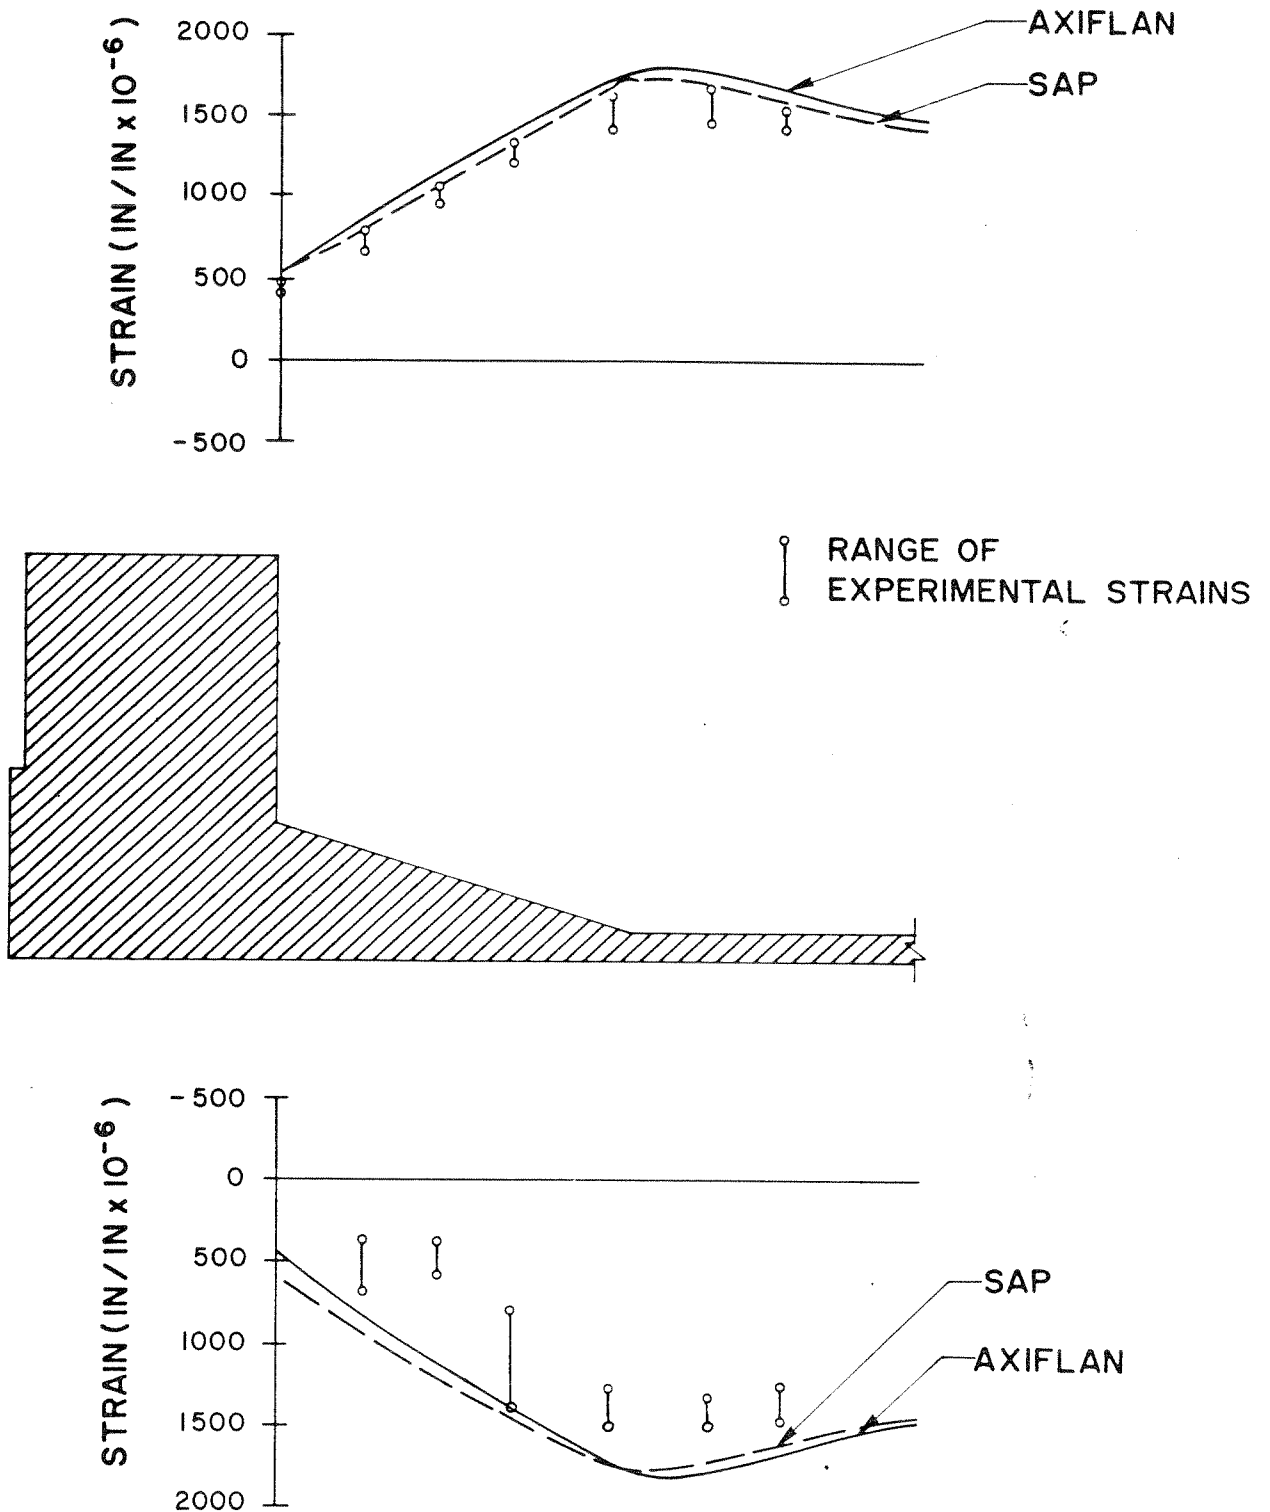 STRAIN (IN/IN x 10⁻⁶)
2000
1500
1000
500
0
-500
AXIFLAN
SAP
RANGE OF
EXPERIMENTAL STRAINS
STRAIN (IN/IN x 10⁻⁶)
-500
0
500
1000
1500
2000
SAP
AXIFLAN